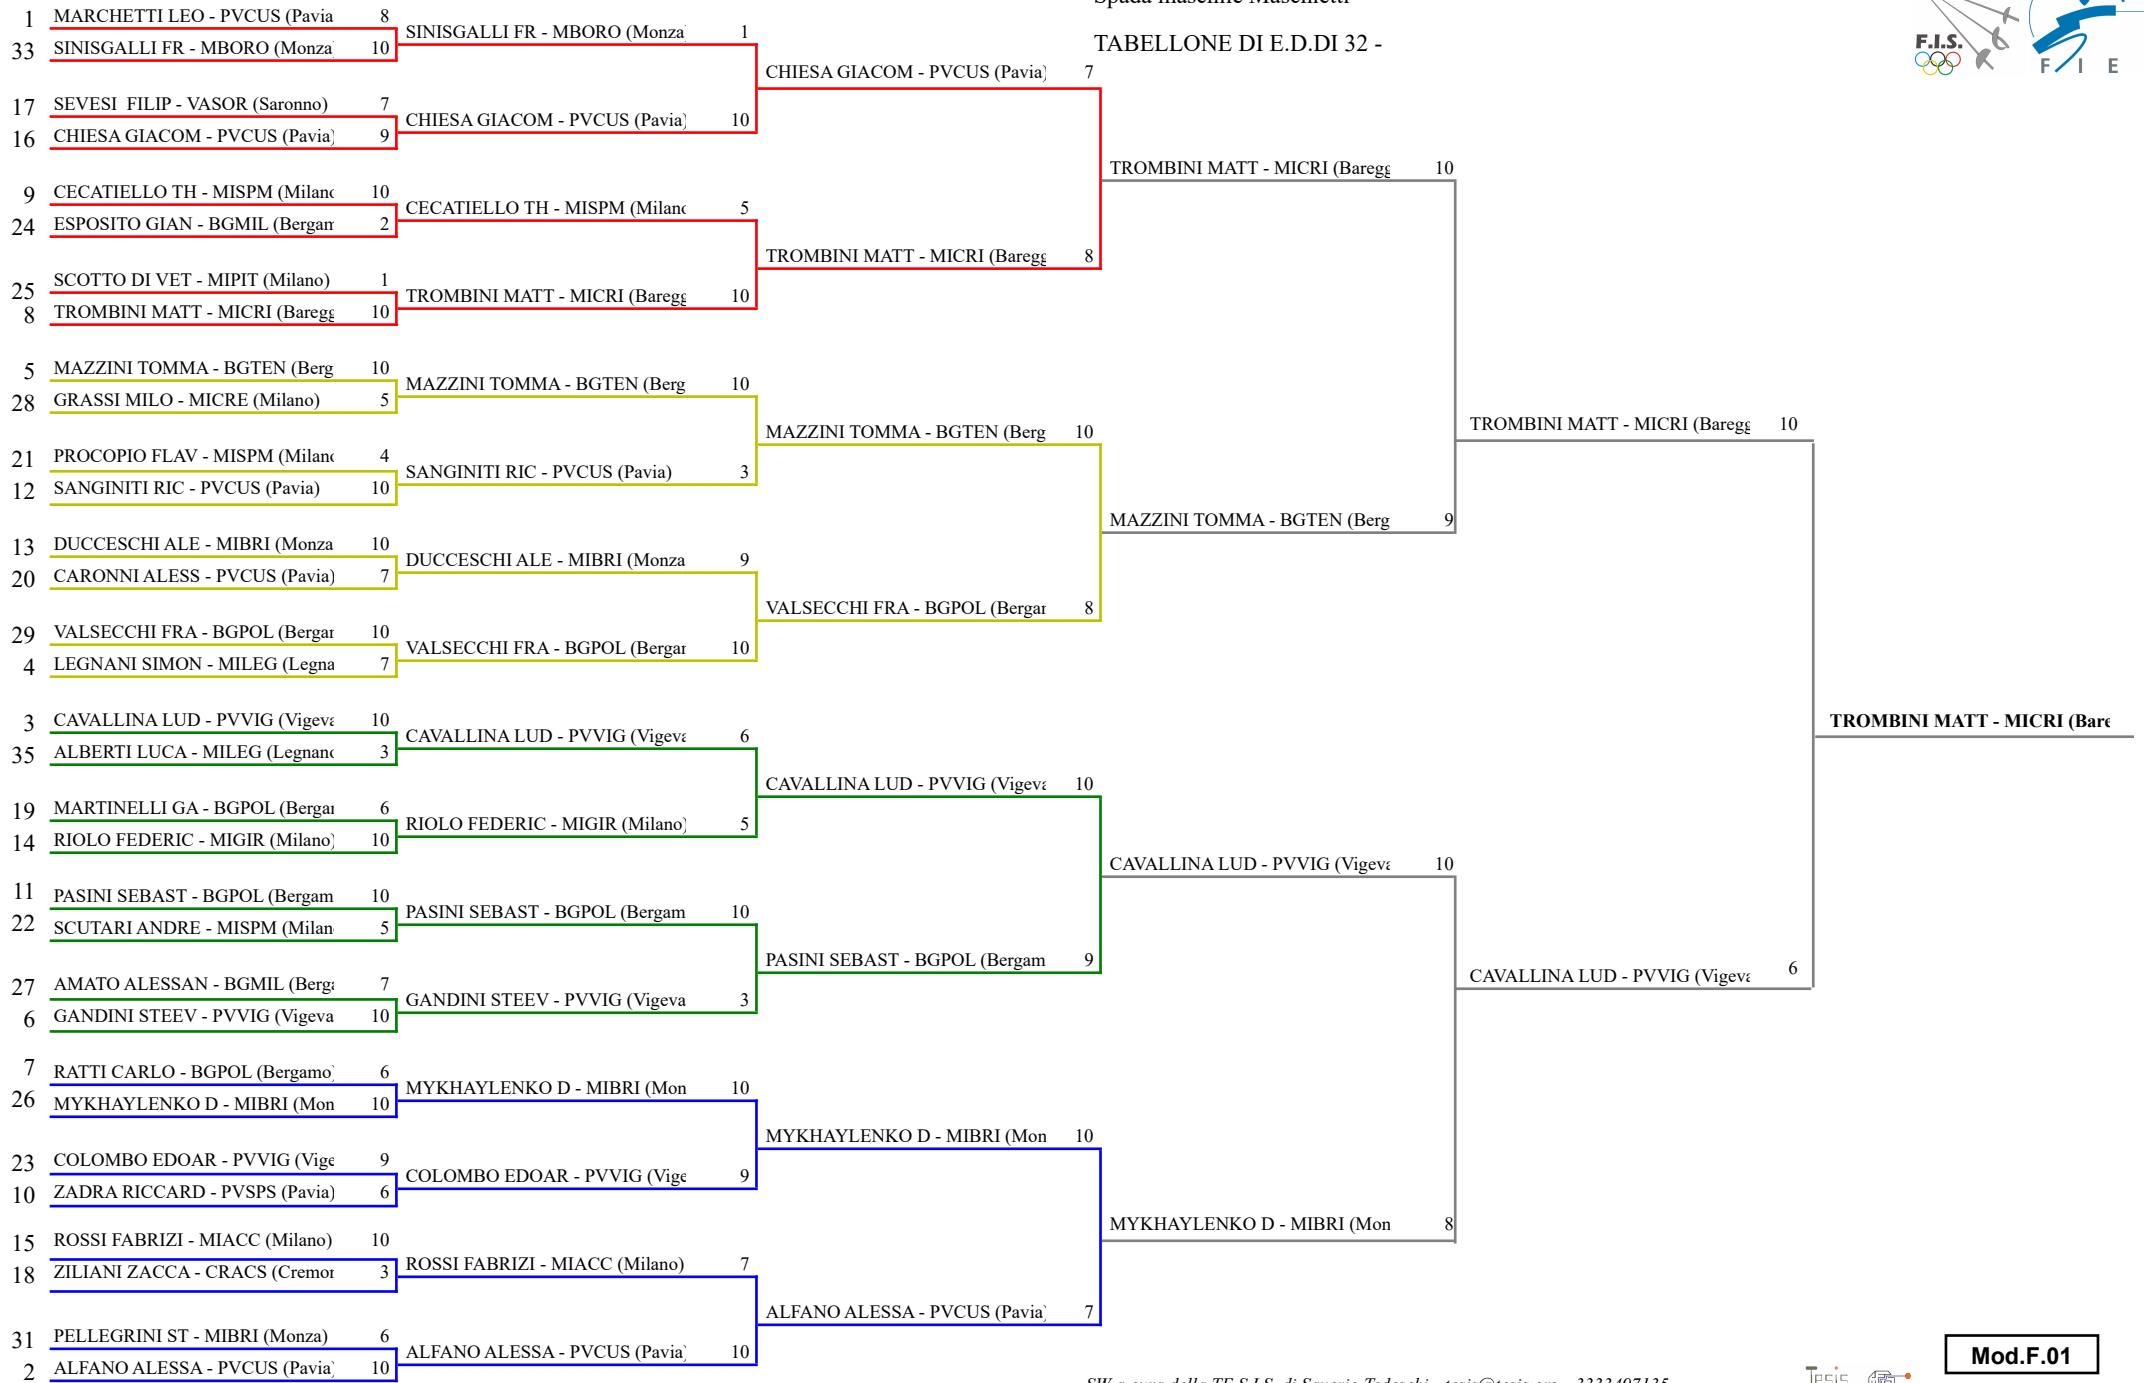 TABELLONE DI E.D.DI 32 -
F.I.S.
F I E
1 MARCHETTI LEO - PVCUS (Pavia 8
33 SINISGALLI FR - MBORO (Monza 10
17 SEVESI FILIP - VASOR (Saronno) 7
16 CHIESA GIACOM - PVCUS (Pavia) 9
9 CECATIELLO TH - MISPM (Milano 10
24 ESPOSITO GIAN - BGMIL (Bergam 2
25 SCOTTO DI VET - MIPIT (Milano) 1
8 TROMBINI MATT - MICRI (Baregg 10
5 MAZZINI TOMMA - BGTEN (Berg 10
28 GRASSI MILO - MICRE (Milano) 5
21 PROCOPIO FLAV - MISPM (Milano 4
12 SANGINITI RIC - PVCUS (Pavia) 10
13 DUCCESCHI ALE - MIBRI (Monza 10
20 CARONNI ALESS - PVCUS (Pavia) 7
29 VALSECCHI FRA - BGPOL (Bergar 10
4 LEGNANI SIMON - MILEG (Legna 7
3 CAVALLINA LUD - PVVIG (Vigeva 10
35 ALBERTI LUCA - MILEG (Legnano 3
19 MARTINELLI GA - BGPOL (Bergar 6
14 RIOLO FEDERIC - MIGIR (Milano) 10
11 PASINI SEBAST - BGPOL (Bergam 10
22 SCUTARI ANDRE - MISPM (Milan 5
27 AMATO ALESSAN - BGMIL (Berga 7
6 GANDINI STEEV - PVVIG (Vigeva 10
7 RATTI CARLO - BGPOL (Bergamo) 6
26 MYKHAYLENKO D - MIBRI (Mon 10
23 COLOMBO EDOAR - PVVIG (Vige 9
10 ZADRA RICCARD - PVSPS (Pavia) 6
15 ROSSI FABRIZI - MIACC (Milano) 10
18 ZILIANI ZACCA - CRACS (Cremor 3
31 PELLEGRINI ST - MIBRI (Monza) 6
2 ALFANO ALESSA - PVCUS (Pavia) 10
SINISGALLI FR - MBORO (Monza 1
CHIESA GIACOM - PVCUS (Pavia) 10
CECATIELLO TH - MISPM (Milano 5
TROMBINI MATT - MICRI (Baregg 10
MAZZINI TOMMA - BGTEN (Berg 10
SANGINITI RIC - PVCUS (Pavia) 3
DUCCESCHI ALE - MIBRI (Monza 9
VALSECCHI FRA - BGPOL (Bergar 10
CAVALLINA LUD - PVVIG (Vigeva 6
RIOLO FEDERIC - MIGIR (Milano) 5
PASINI SEBAST - BGPOL (Bergam 10
GANDINI STEEV - PVVIG (Vigeva 3
MYKHAYLENKO D - MIBRI (Mon 10
COLOMBO EDOAR - PVVIG (Vige 9
ROSSI FABRIZI - MIACC (Milano) 7
ALFANO ALESSA - PVCUS (Pavia) 10
CHIESA GIACOM - PVCUS (Pavia) 7
TROMBINI MATT - MICRI (Baregg 8
MAZZINI TOMMA - BGTEN (Berg 10
VALSECCHI FRA - BGPOL (Bergar 8
CAVALLINA LUD - PVVIG (Vigeva 10
PASINI SEBAST - BGPOL (Bergam 9
MYKHAYLENKO D - MIBRI (Mon 10
ALFANO ALESSA - PVCUS (Pavia) 7
TROMBINI MATT - MICRI (Baregg 10
MAZZINI TOMMA - BGTEN (Berg 9
CAVALLINA LUD - PVVIG (Vigeva 10
MYKHAYLENKO D - MIBRI (Mon 8
TROMBINI MATT - MICRI (Baregg 10
CAVALLINA LUD - PVVIG (Vigeva 6
TROMBINI MATT - MICRI (Bare
Mod.F.01